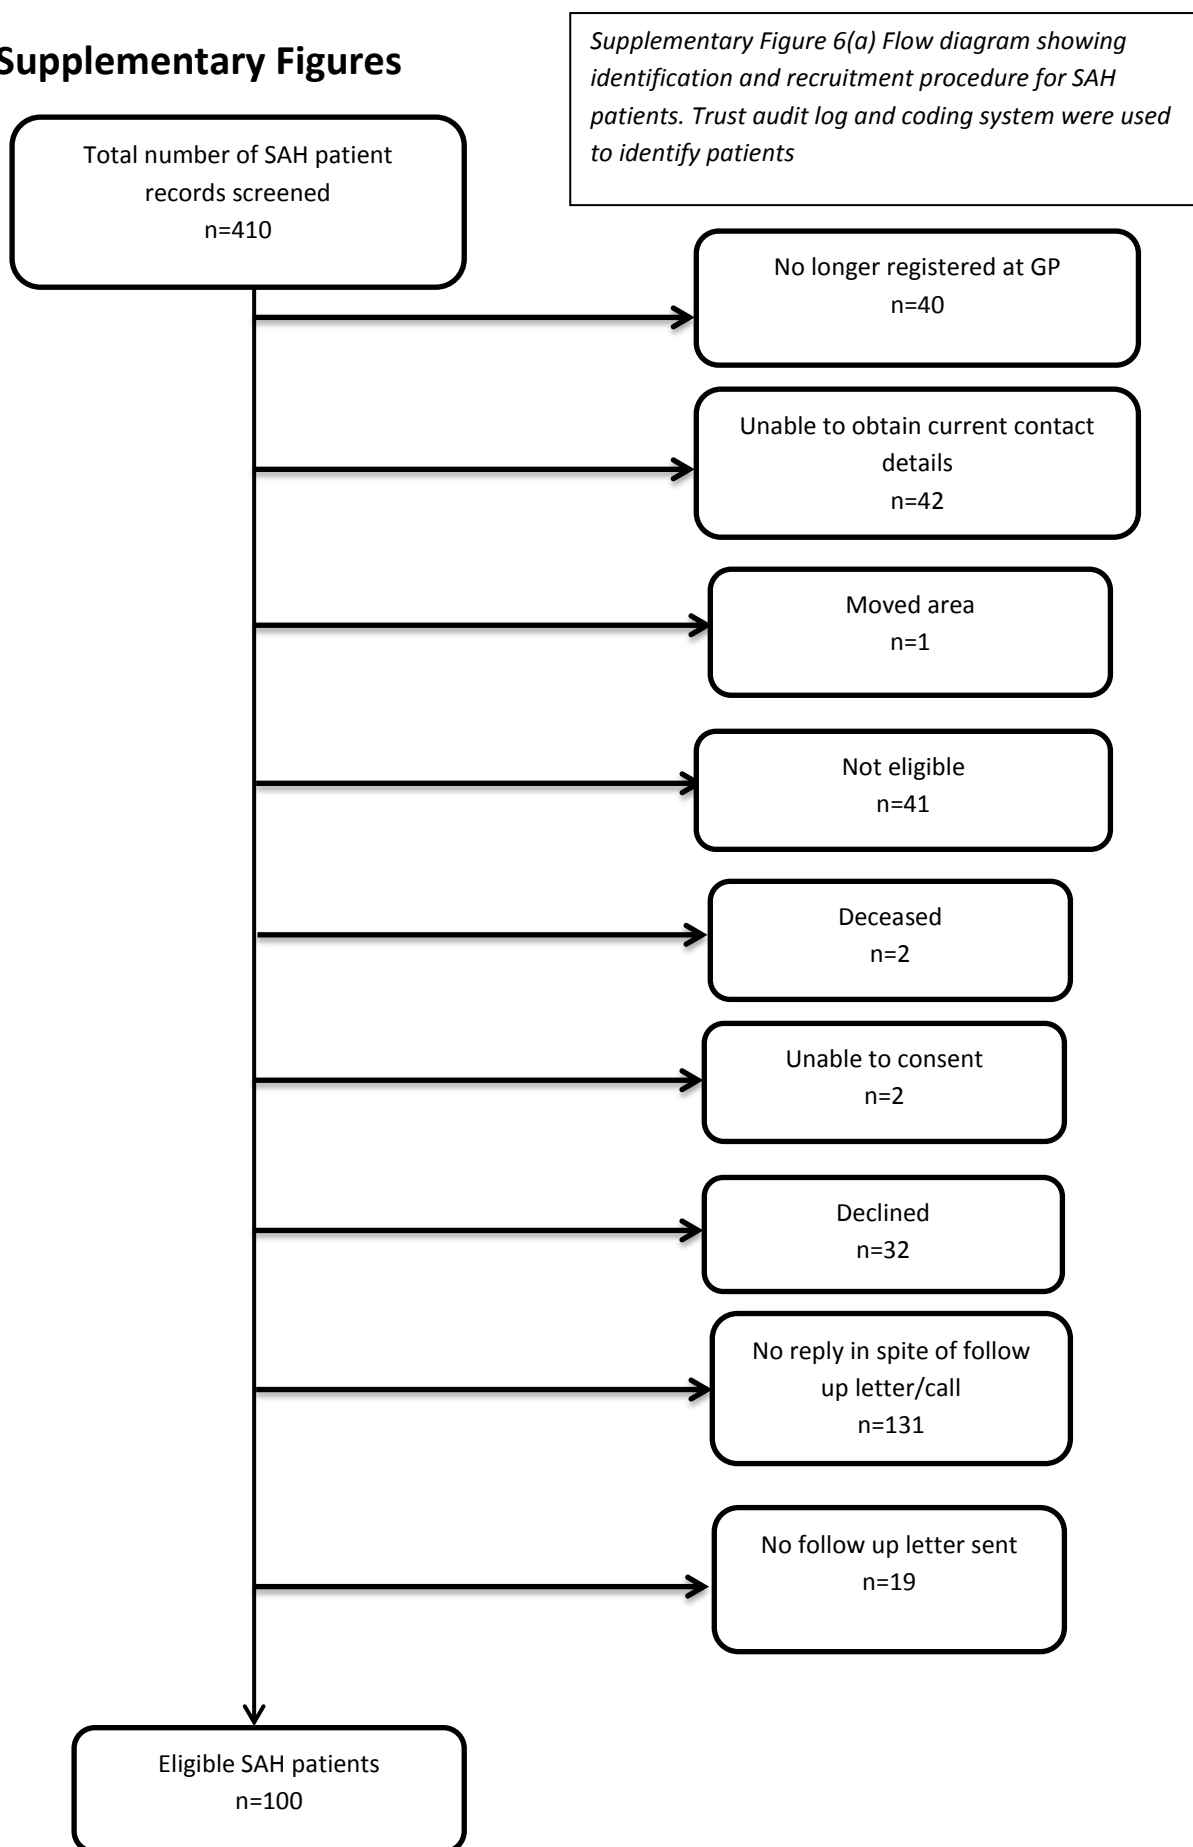 Supplementary Figures
Supplementary Figure 6(a) Flow diagram showing
identification and recruitment procedure for SAH
patients. Trust audit log and coding system were used
to identify patients
Total number of SAH patient
records screened
n=410
No longer registered at GP
n=40
Unable to obtain current contact
details
n=42
Moved area
n=1
Not eligible
n=41
Deceased
n=2
Unable to consent
n=2
Declined
n=32
No reply in spite of follow
up letter/call
n=131
No follow up letter sent
n=19
Eligible SAH patients
n=100